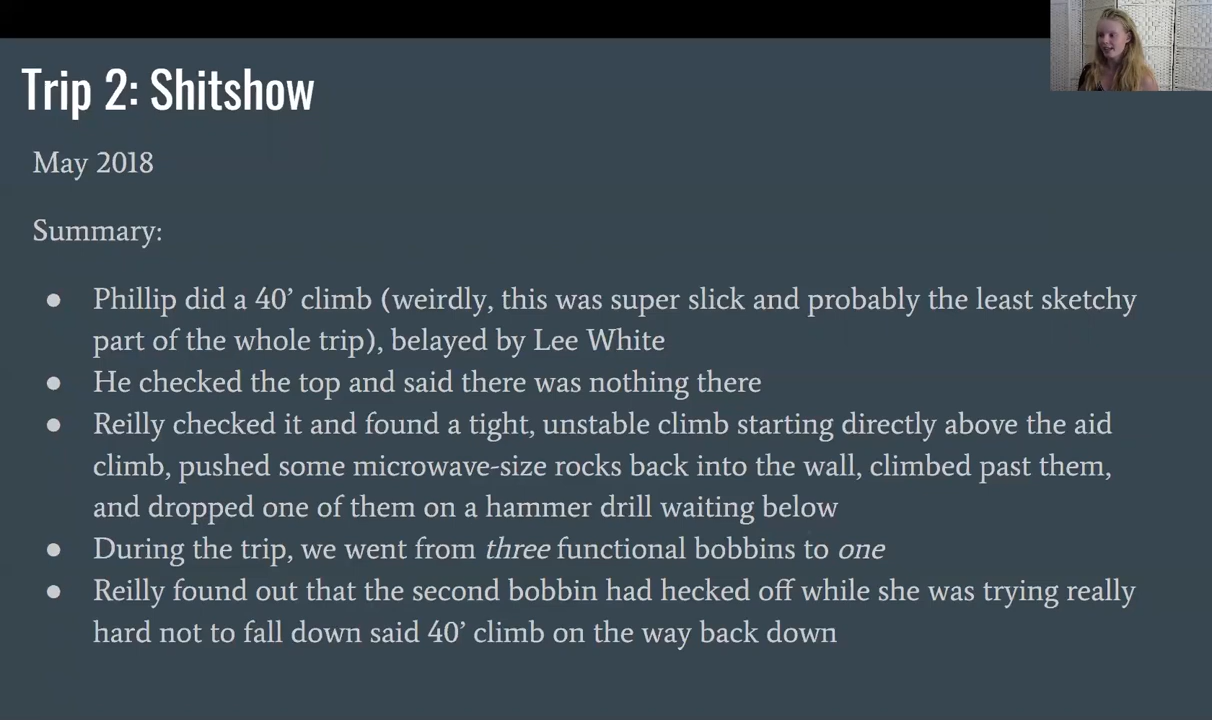 Trip 2: Shitshow
May 2018
Summary:
● Phillip did a 40’ climb (weirdly, this was super slick and probably the least sketchy
part of the whole trip), belayed by Lee White
● He checked the top and said there was nothing there
● Reilly checked it and found a tight, unstable climb starting directly above the aid
climb, pushed some microwave-size rocks back into the wall, climbed past them,
and dropped one of them on a hammer drill waiting below
● During the trip, we went from three functional bobbins to one
● Reilly found out that the second bobbin had hecked off while she was trying really
hard not to fall down said 40’ climb on the way back down